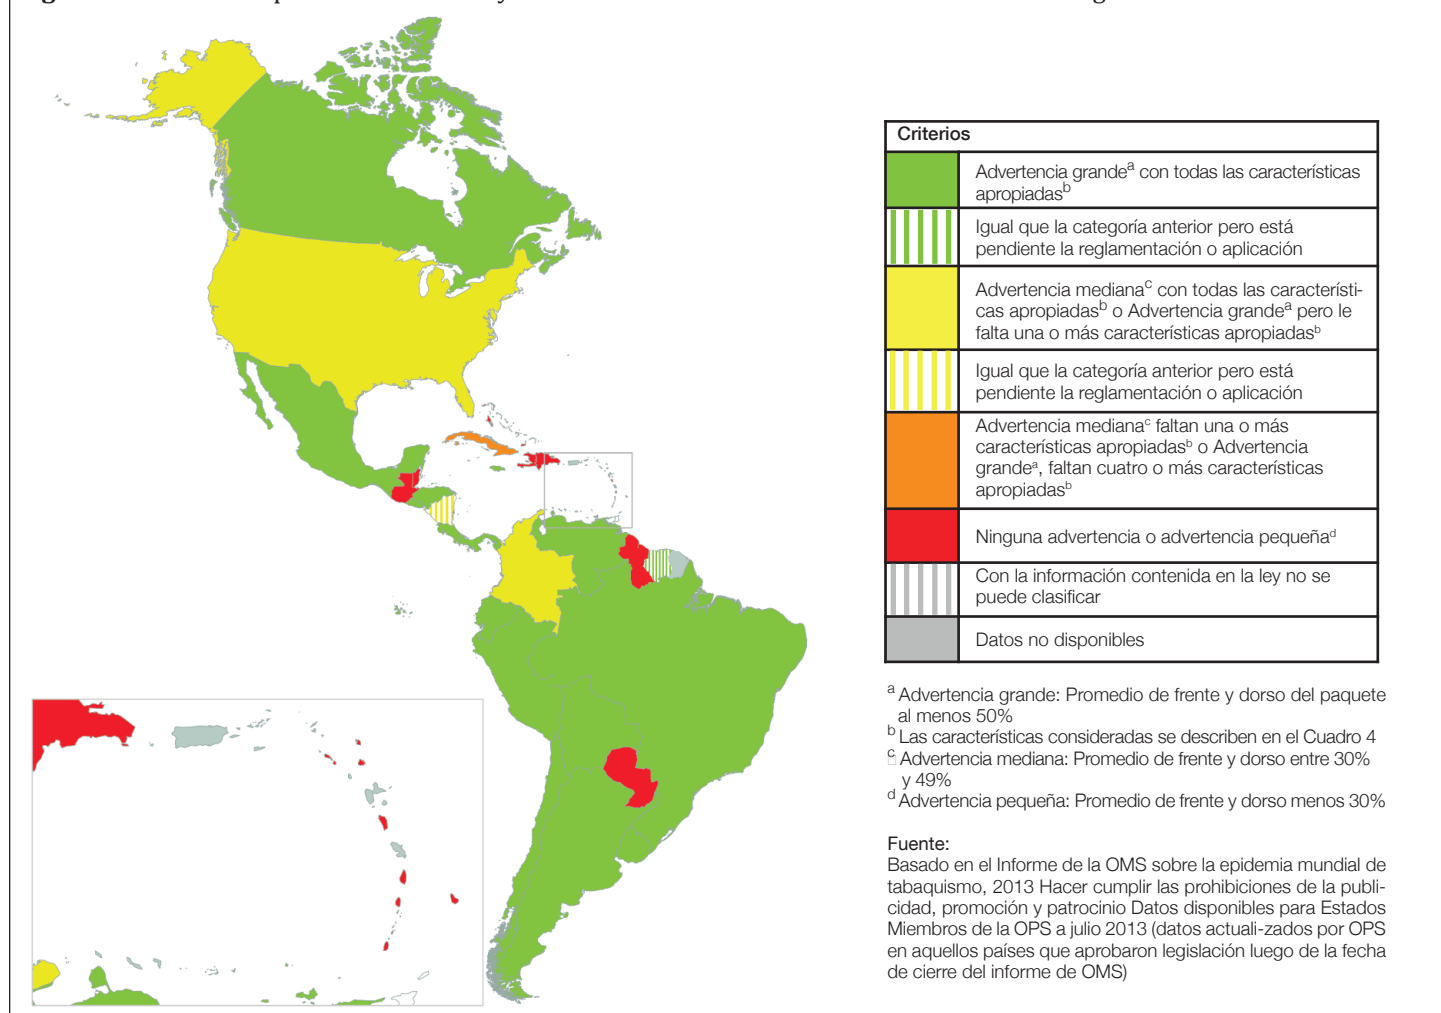 Criterios
Advertencia grandea con todas las características
apropiadasb
Igual que la categoría anterior pero está
pendiente la reglamentación o aplicación
Advertencia medianac con todas las característi-
cas apropiadasb o Advertencia grandea pero le
falta una o más características apropiadasb
Igual que la categoría anterior pero está
pendiente la reglamentación o aplicación
Advertencia medianac faltan una o más
características apropiadasb o Advertencia
grandea, faltan cuatro o más características
apropiadasb
Ninguna advertencia o advertencia pequeñad
Con la información contenida en la ley no se
puede clasificar
Datos no disponibles
a Advertencia grande: Promedio de frente y dorso del paquete
al menos 50%
b Las características consideradas se describen en el Cuadro 4
c Advertencia mediana: Promedio de frente y dorso entre 30%
y 49%
d Advertencia pequeña: Promedio de frente y dorso menos 30%
Fuente:
Basado en el Informe de la OMS sobre la epidemia mundial de
tabaquismo, 2013 Hacer cumplir las prohibiciones de la publi-
cidad, promoción y patrocinio Datos disponibles para Estados
Miembros de la OPS a julio 2013 (datos actuali-zados por OPS
en aquellos países que aprobaron legislación luego de la fecha
de cierre del informe de OMS)